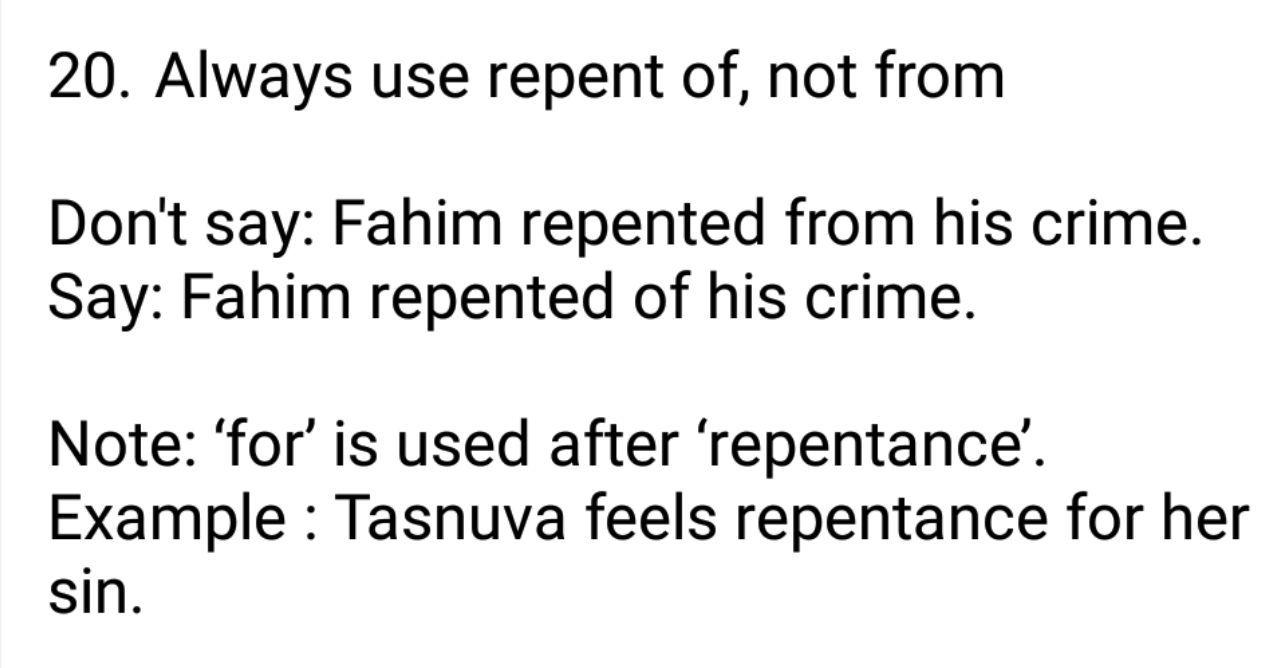 20. Always use repent of, not from
Don't say: Fahim repented from his crime.
Say: Fahim repented of his crime.
Note: ‘for’ is used after ‘repentance’.
Example : Tasnuva feels repentance for her
sin.